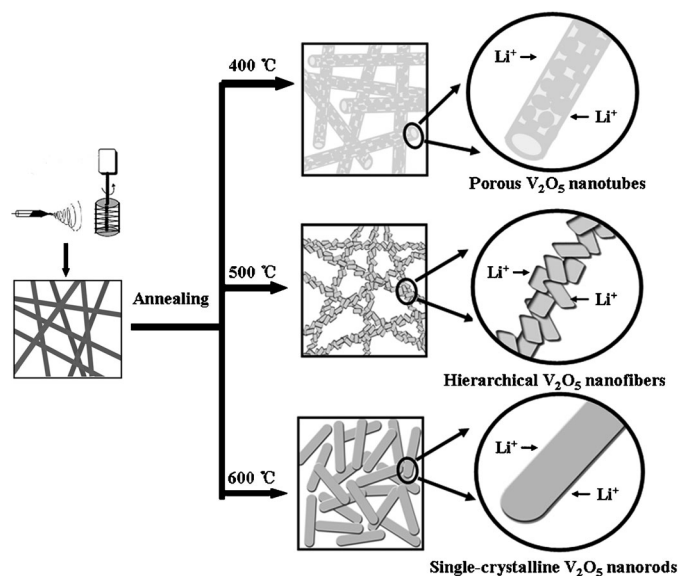 400 ℃
Li⁺
Li⁺
Porous V₂O₅ nanotubes
Annealing
500 ℃
Li⁺
Li⁺
Hierarchical V₂O₅ nanofibers
600 ℃
Li⁺
Li⁺
Single-crystalline V₂O₅ nanorods